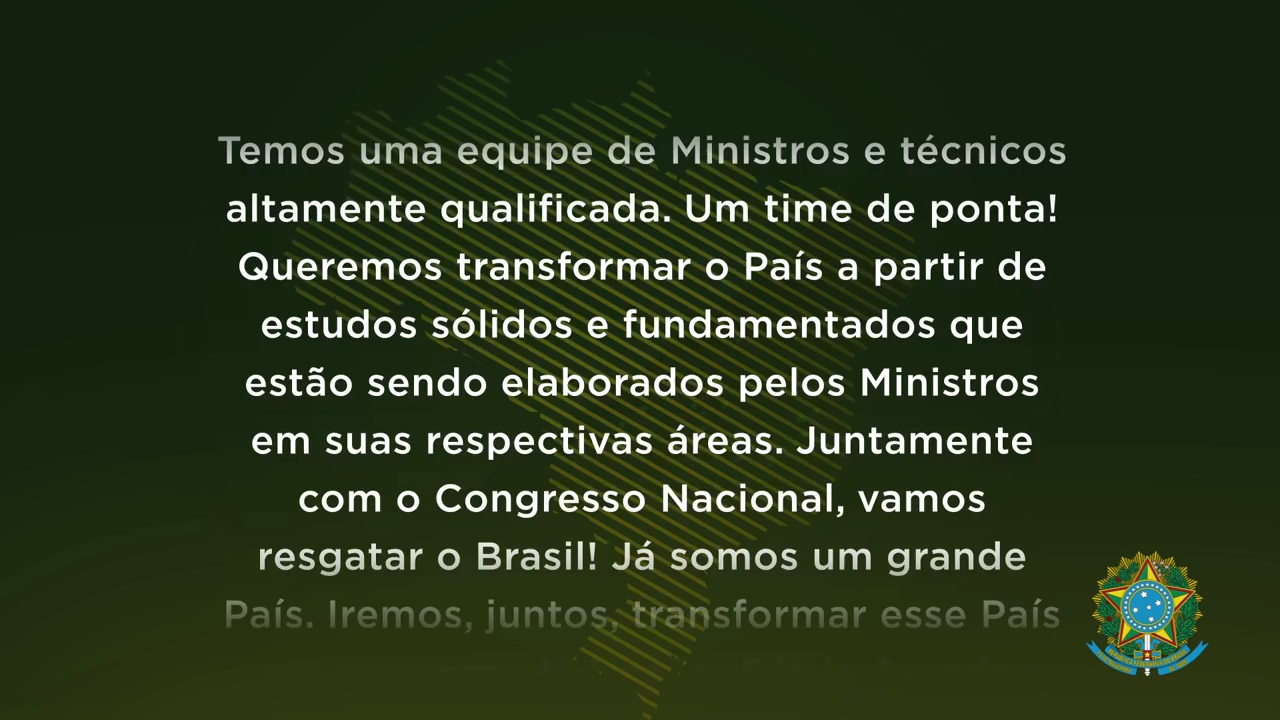 Temos uma equipe de Ministros e técnicos
altamente qualificada. Um time de ponta!
Queremos transformar o País a partir de
estudos sólidos e fundamentados que
estão sendo elaborados pelos Ministros
em suas respectivas áreas. Juntamente
com o Congresso Nacional, vamos
resgatar o Brasil! Já somos um grande
País. Iremos, juntos, transformar esse País